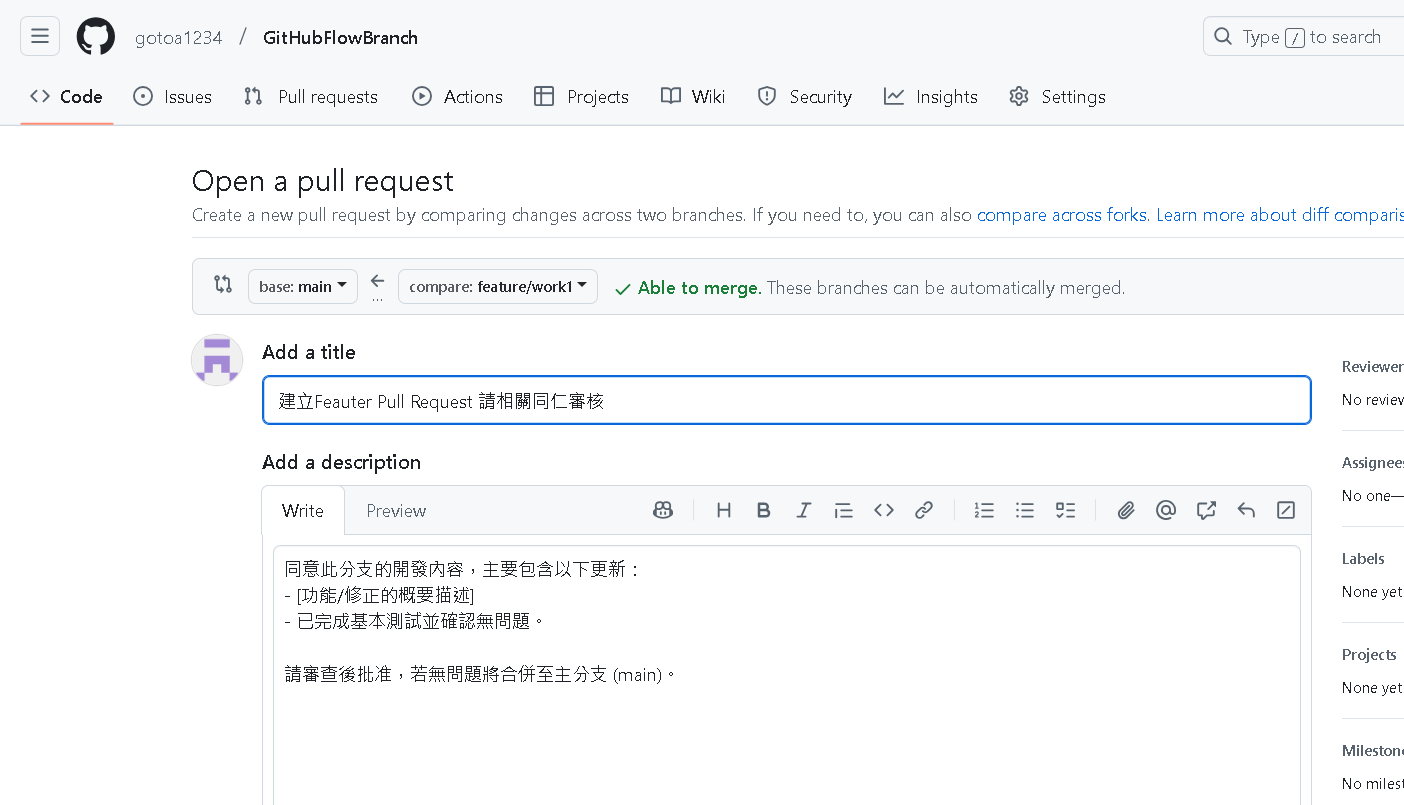 gotoa1234 / GitHubFlowBranch
Type / to search
Code Issues Pull requests Actions Projects Wiki Security Insights Settings
Open a pull request
Create a new pull request by comparing changes across two branches. If you need to, you can also compare across forks. Learn more about diff comparis
base: main ← compare: feature/work1 Able to merge. These branches can be automatically merged.
...
Add a title
建立Feauter Pull Request 請相關同仁審核
Add a description
Write Preview
同意此分支的開發內容，主要包含以下更新：
- [功能/修正的概要描述]
- 已完成基本測試並確認無問題。
請審查後批准，若無問題將合併至主分支 (main)。
Reviewer
No review
Assignees
No one—
Labels
None yet
Projects
None yet
Milestone
No milest